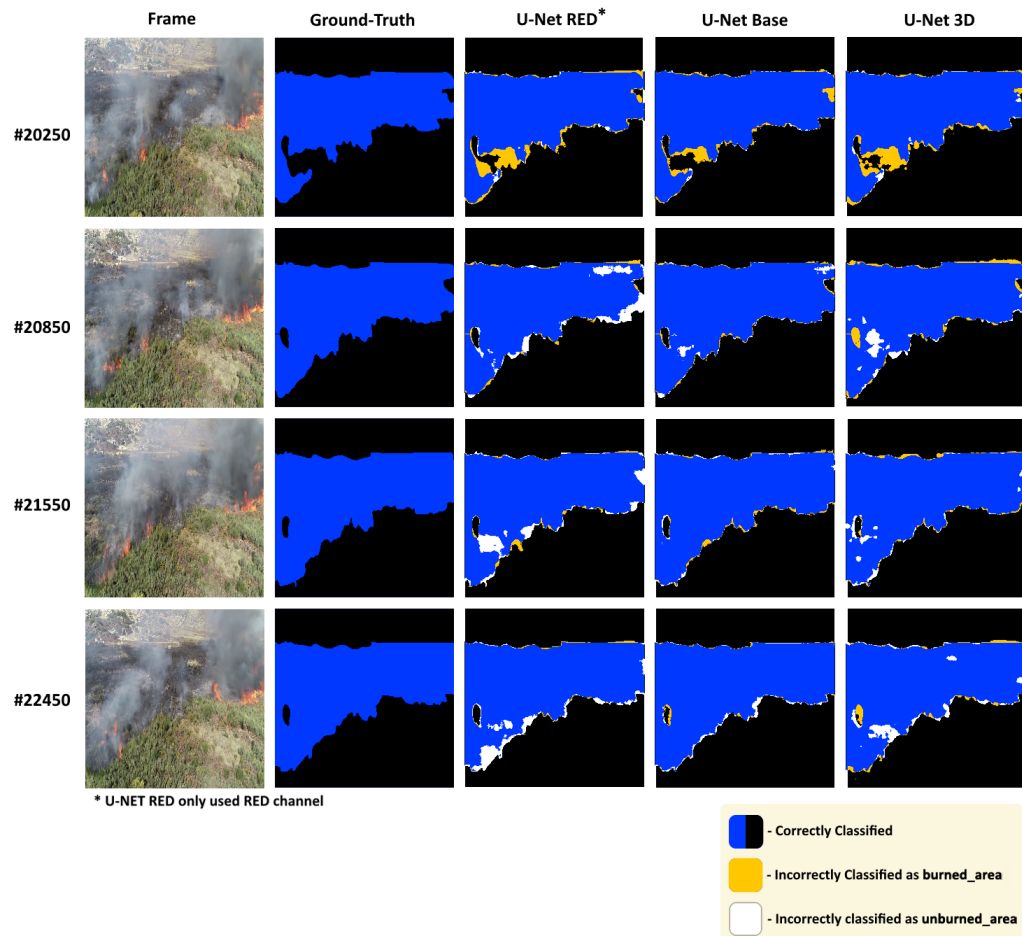 Frame
Ground-Truth
U-Net RED*
U-Net Base
U-Net 3D
#20250
#20850
#21550
#22450
* U-NET RED only used RED channel
- Correctly Classified
- Incorrectly Classified as burned_area
- Incorrectly classified as unburned_area